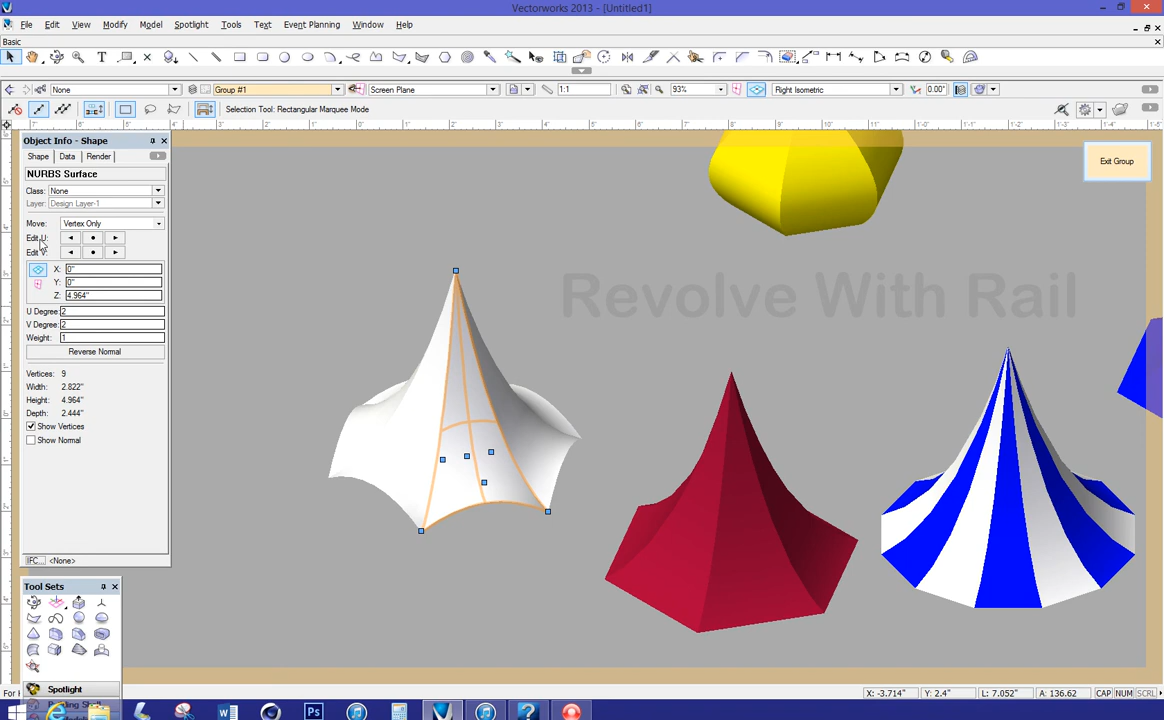 Vectorworks 2013 - [Untitled1]
File Edit View Modify Model Spotlight Tools Text Event Planning Window Help
Basic
None Group #1 Screen Plane 1:1 93% Right Isometric 0.00°
Selection Tool: Rectangular Marquee Mode
Object Info - Shape
Shape Data Render
NURBS Surface
Class: None
Layer: Design Layer-1
Move: Vertex Only
Edit U:
Edit V:
X: 0"
Y: 0"
Z: 4.964"
U Degree: 2
V Degree: 2
Weight: 1
Reverse Normal
Vertices: 9
Width: 2.822"
Height: 4.964"
Depth: 2.444"
Show Vertices
Show Normal
IFC... <None>
Exit Group
Revolve With Rail
Tool Sets
Spotlight
X: -3.714" Y: 2.4" L: 7.052" A: 136.62 CAP NUM SCRL